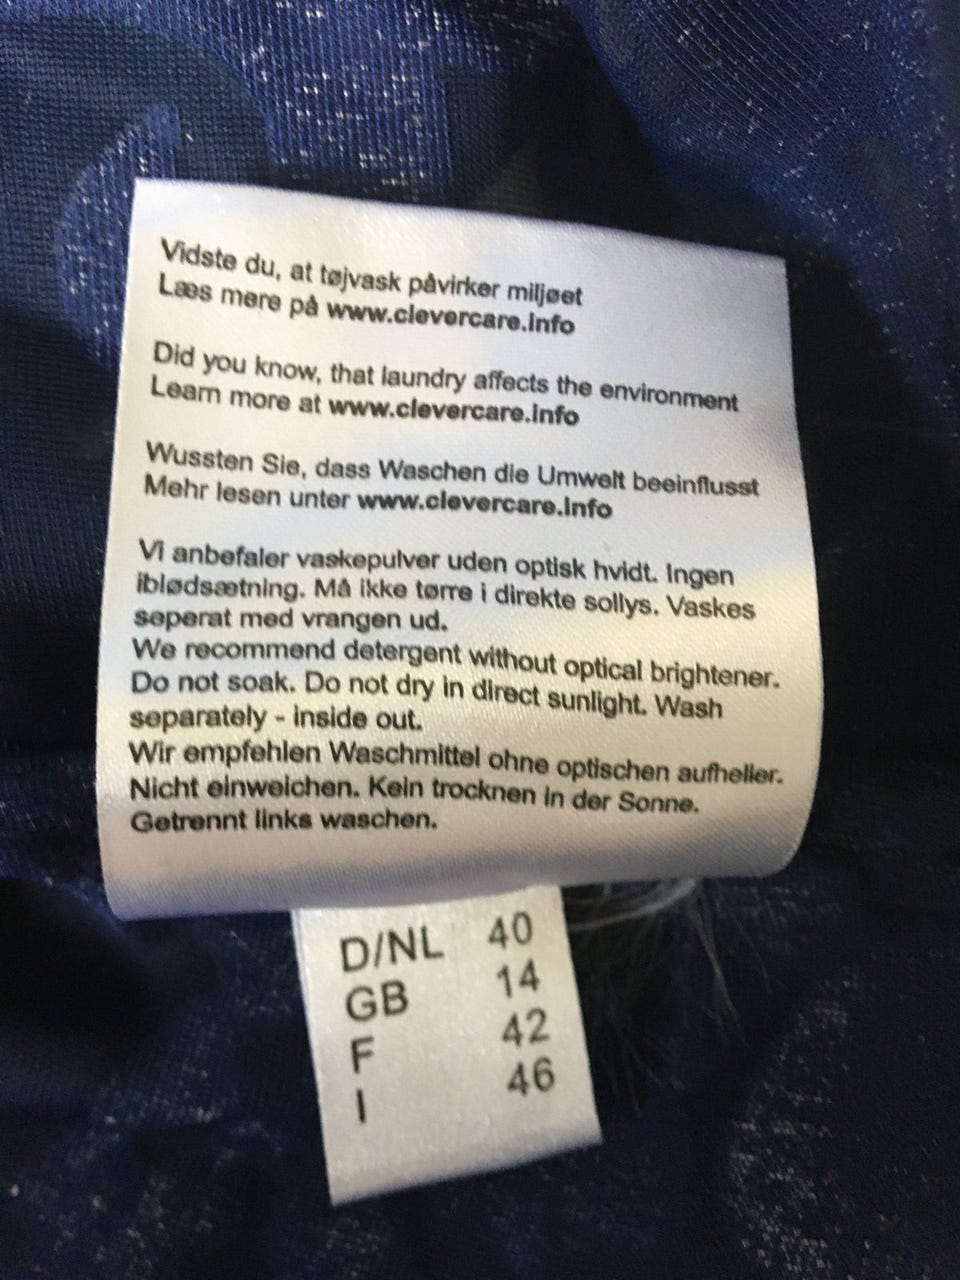 Vidste du, at tøjvask påvirker miljøet
Læs mere på www.clevercare.info
Did you know, that laundry affects the environment
Learn more at www.clevercare.info
Wussten Sie, dass Waschen die Umwelt beeinflusst
Mehr lesen unter www.clevercare.info
Vi anbefaler vaskepulver uden optisk hvidt. Ingen
iblødsætning. Må ikke tørre i direkte sollys. Vaskes
seperat med vrangen ud.
We recommend detergent without optical brightener.
Do not soak. Do not dry in direct sunlight. Wash
separately - inside out.
Wir empfehlen Waschmittel ohne optischen aufheller.
Nicht einweichen. Kein trocknen in der Sonne.
Getrennt links waschen.
D/NL 40
GB 14
F 42
I 46